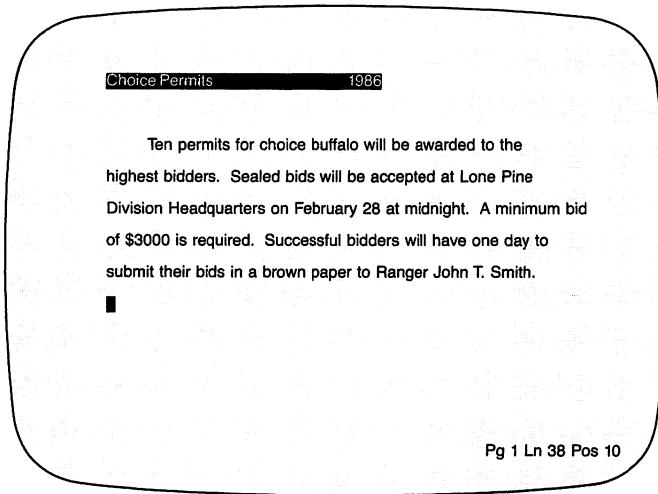 Choice Permits 1986
Ten permits for choice buffalo will be awarded to the
highest bidders. Sealed bids will be accepted at Lone Pine
Division Headquarters on February 28 at midnight. A minimum bid
of $3000 is required. Successful bidders will have one day to
submit their bids in a brown paper to Ranger John T. Smith.
Pg 1 Ln 38 Pos 10